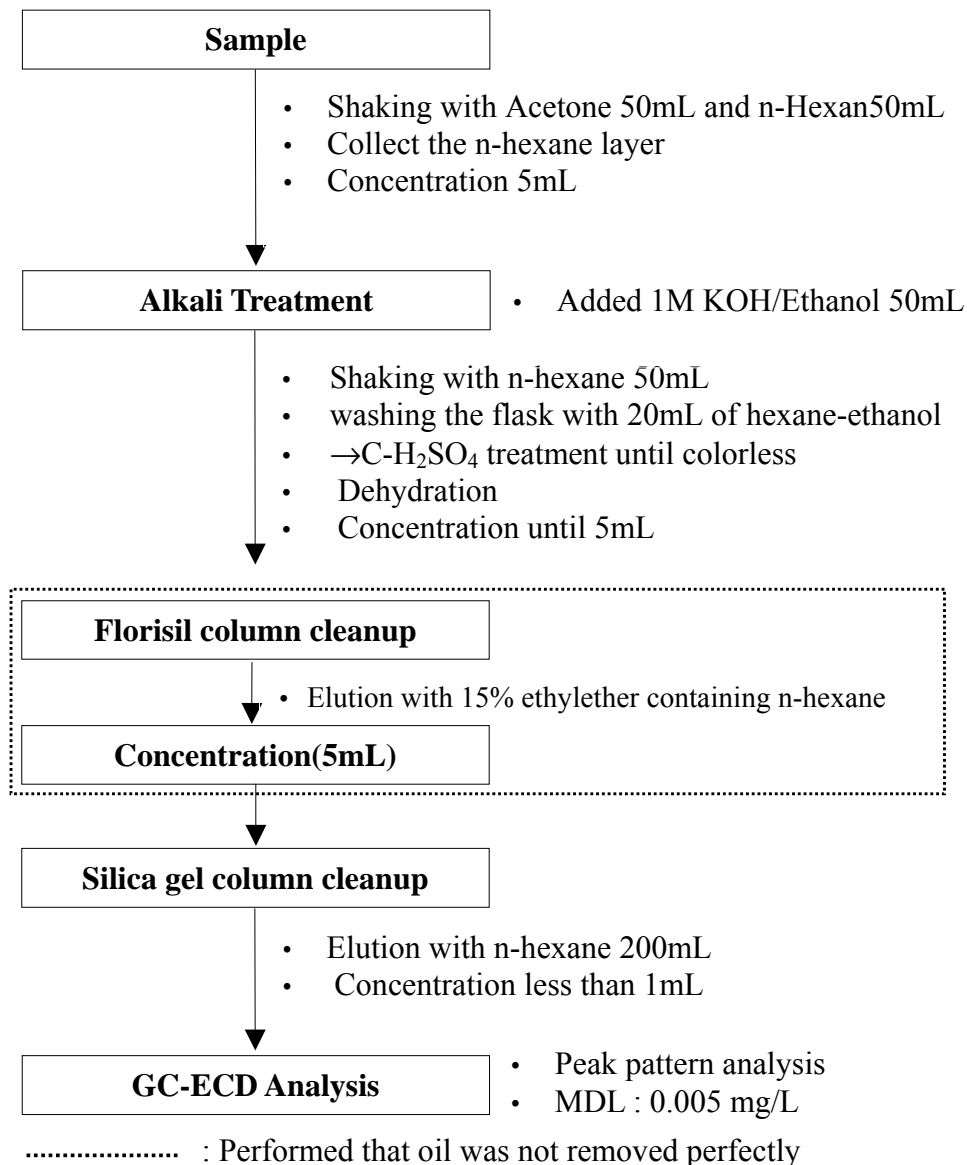 Sample
• Shaking with Acetone 50mL and n-Hexan50mL
• Collect the n-hexane layer
• Concentration 5mL
Alkali Treatment
• Added 1M KOH/Ethanol 50mL
• Shaking with n-hexane 50mL
• washing the flask with 20mL of hexane-ethanol
• →C-H₂SO₄ treatment until colorless
• Dehydration
• Concentration until 5mL
Florisil column cleanup
• Elution with 15% ethylether containing n-hexane
Concentration(5mL)
Silica gel column cleanup
• Elution with n-hexane 200mL
• Concentration less than 1mL
GC-ECD Analysis
• Peak pattern analysis
• MDL : 0.005 mg/L
: Performed that oil was not removed perfectly